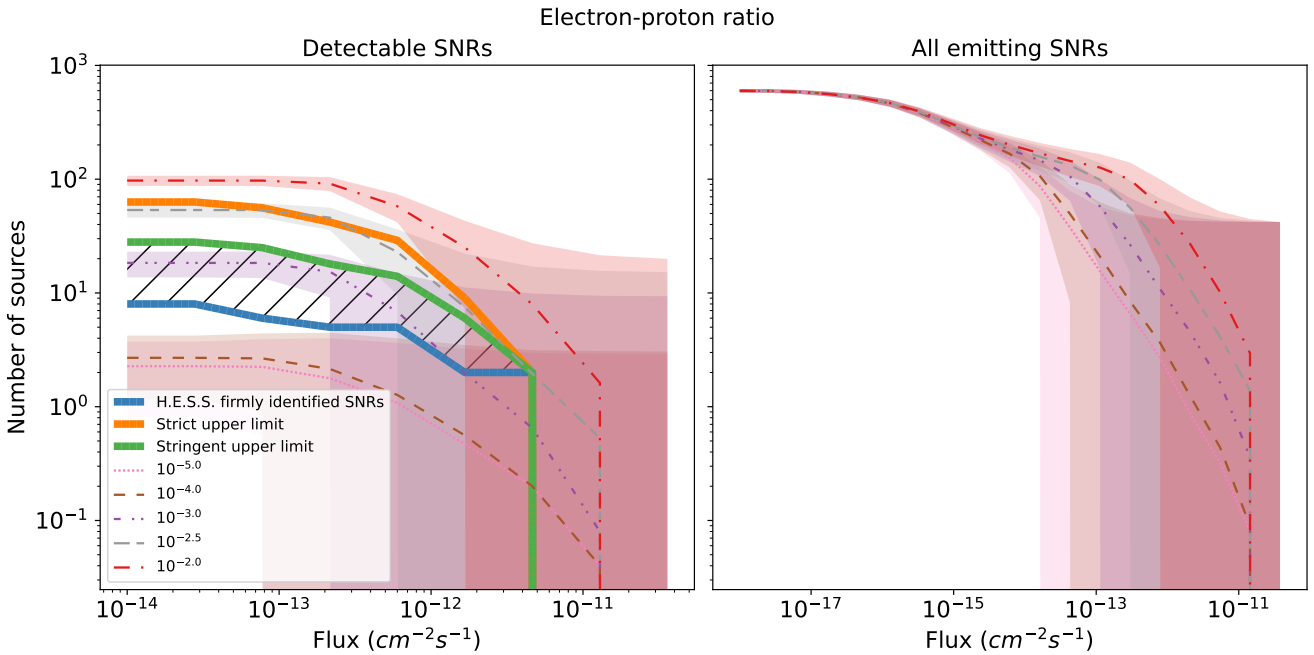 Electron-proton ratio
Detectable SNRs
All emitting SNRs
Number of sources
10³
10²
10¹
10⁰
10⁻¹
H.E.S.S. firmly identified SNRs
Strict upper limit
Stringent upper limit
10⁻⁵·⁰
10⁻⁴·⁰
10⁻³·⁰
10⁻²·⁵
10⁻²·⁰
10⁻¹⁴ 10⁻¹³ 10⁻¹² 10⁻¹¹
10⁻¹⁷ 10⁻¹⁵ 10⁻¹³ 10⁻¹¹
Flux (cm⁻²s⁻¹)
Flux (cm⁻²s⁻¹)